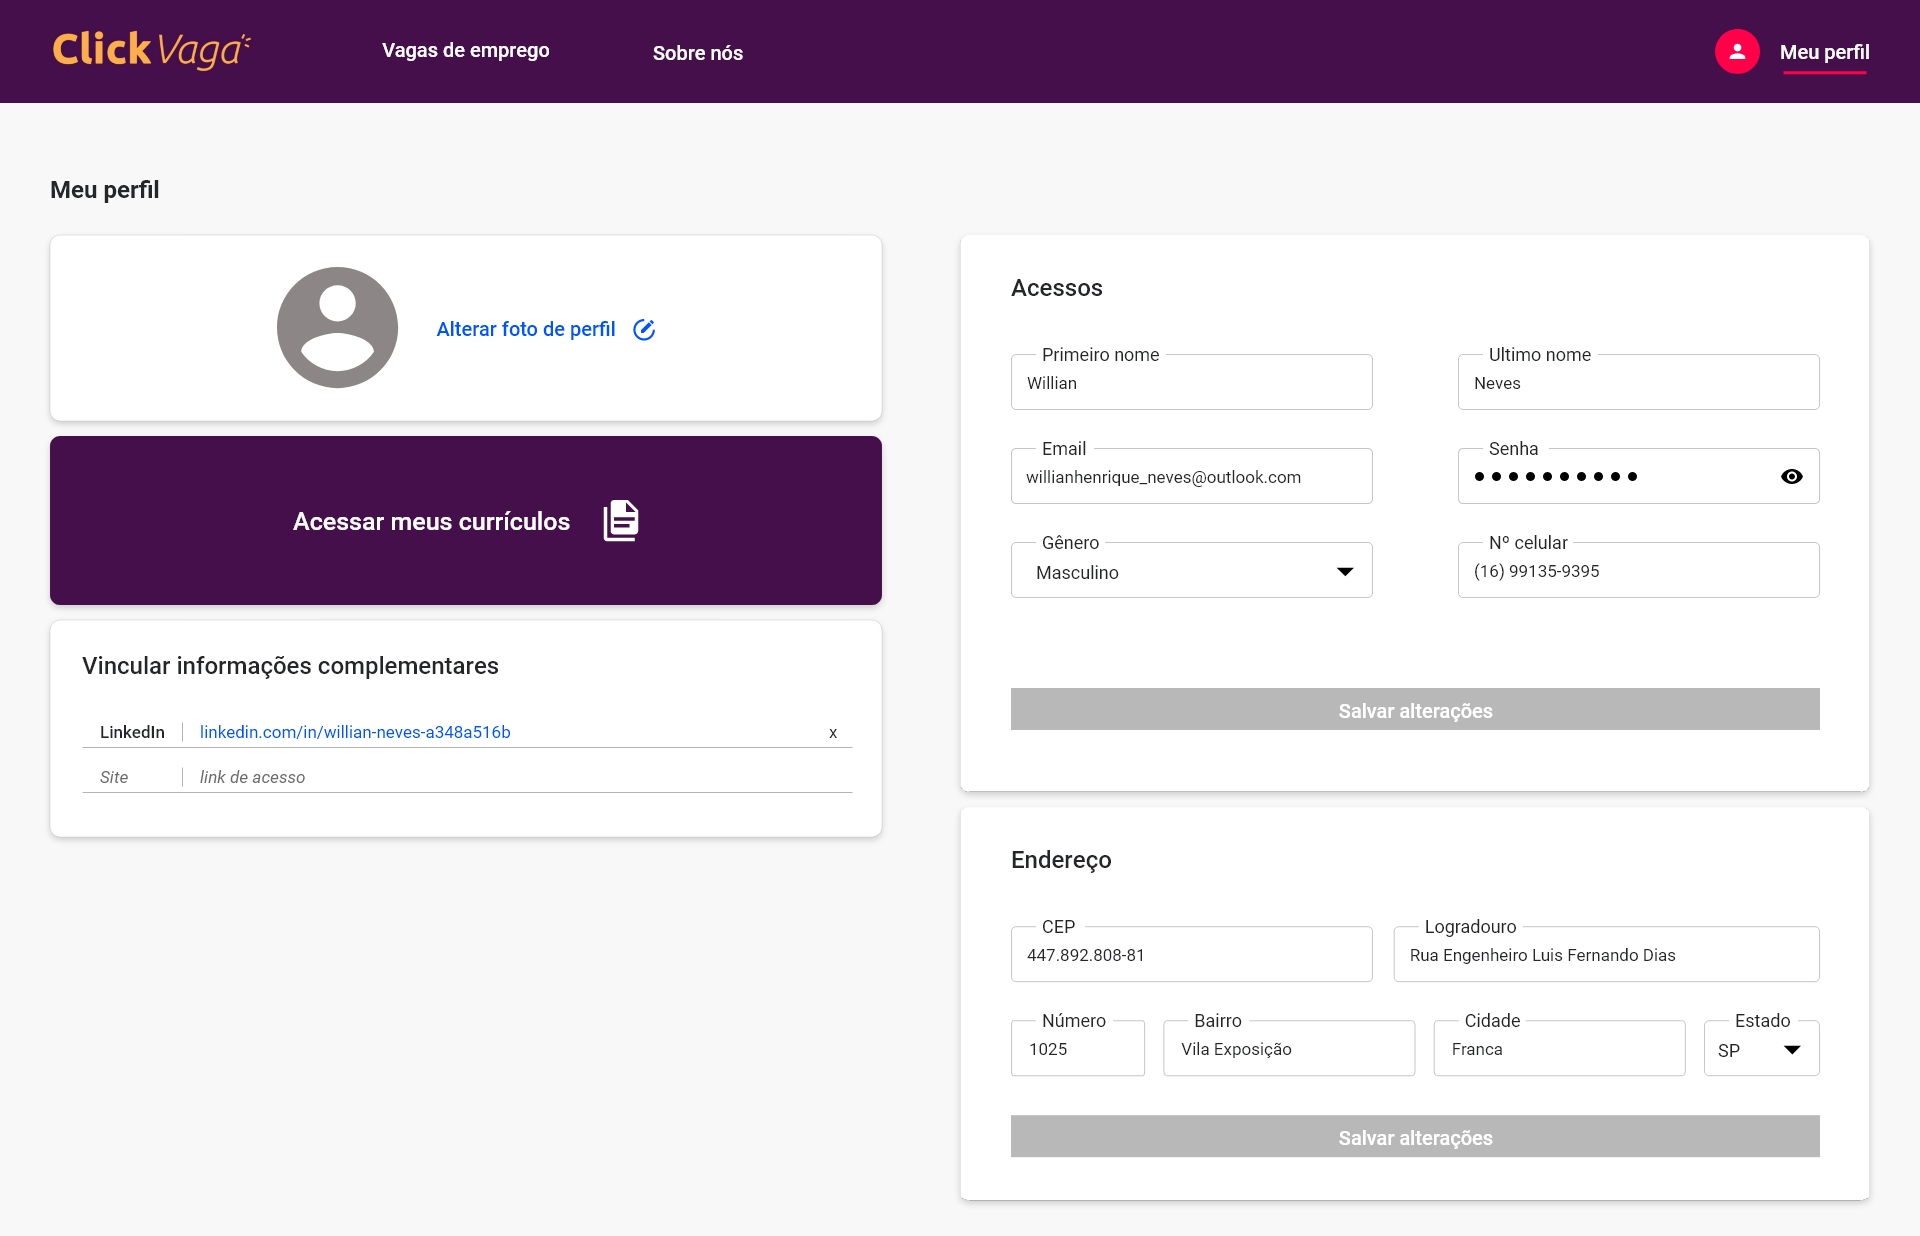 ClickVaga
Vagas de emprego
Sobre nós
Meu perfil
Meu perfil
Alterar foto de perfil
Acessar meus currículos
Vincular informações complementares
LinkedIn linkedin.com/in/willian-neves-a348a516b x
Site link de acesso
Acessos
Primeiro nome
Willian
Ultimo nome
Neves
Email
willianhenrique_neves@outlook.com
Senha
●●●●●●●●●●
Gênero
Masculino
Nº celular
(16) 99135-9395
Salvar alterações
Endereço
CEP
447.892.808-81
Logradouro
Rua Engenheiro Luis Fernando Dias
Número
1025
Bairro
Vila Exposição
Cidade
Franca
Estado
SP
Salvar alterações